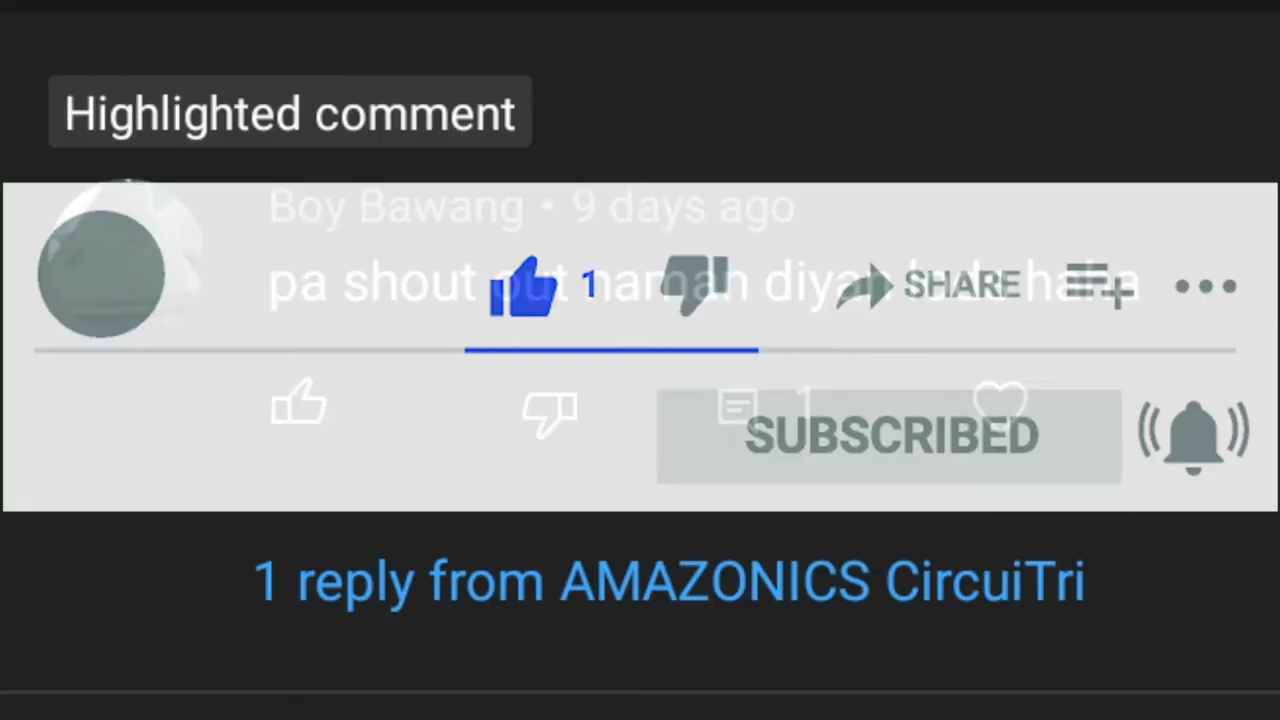 Highlighted comment
Boy Bawang • 9 days ago
pa shout out naman diyan haha
1 SHARE
1
SUBSCRIBED
1 reply from AMAZONICS CircuiTri